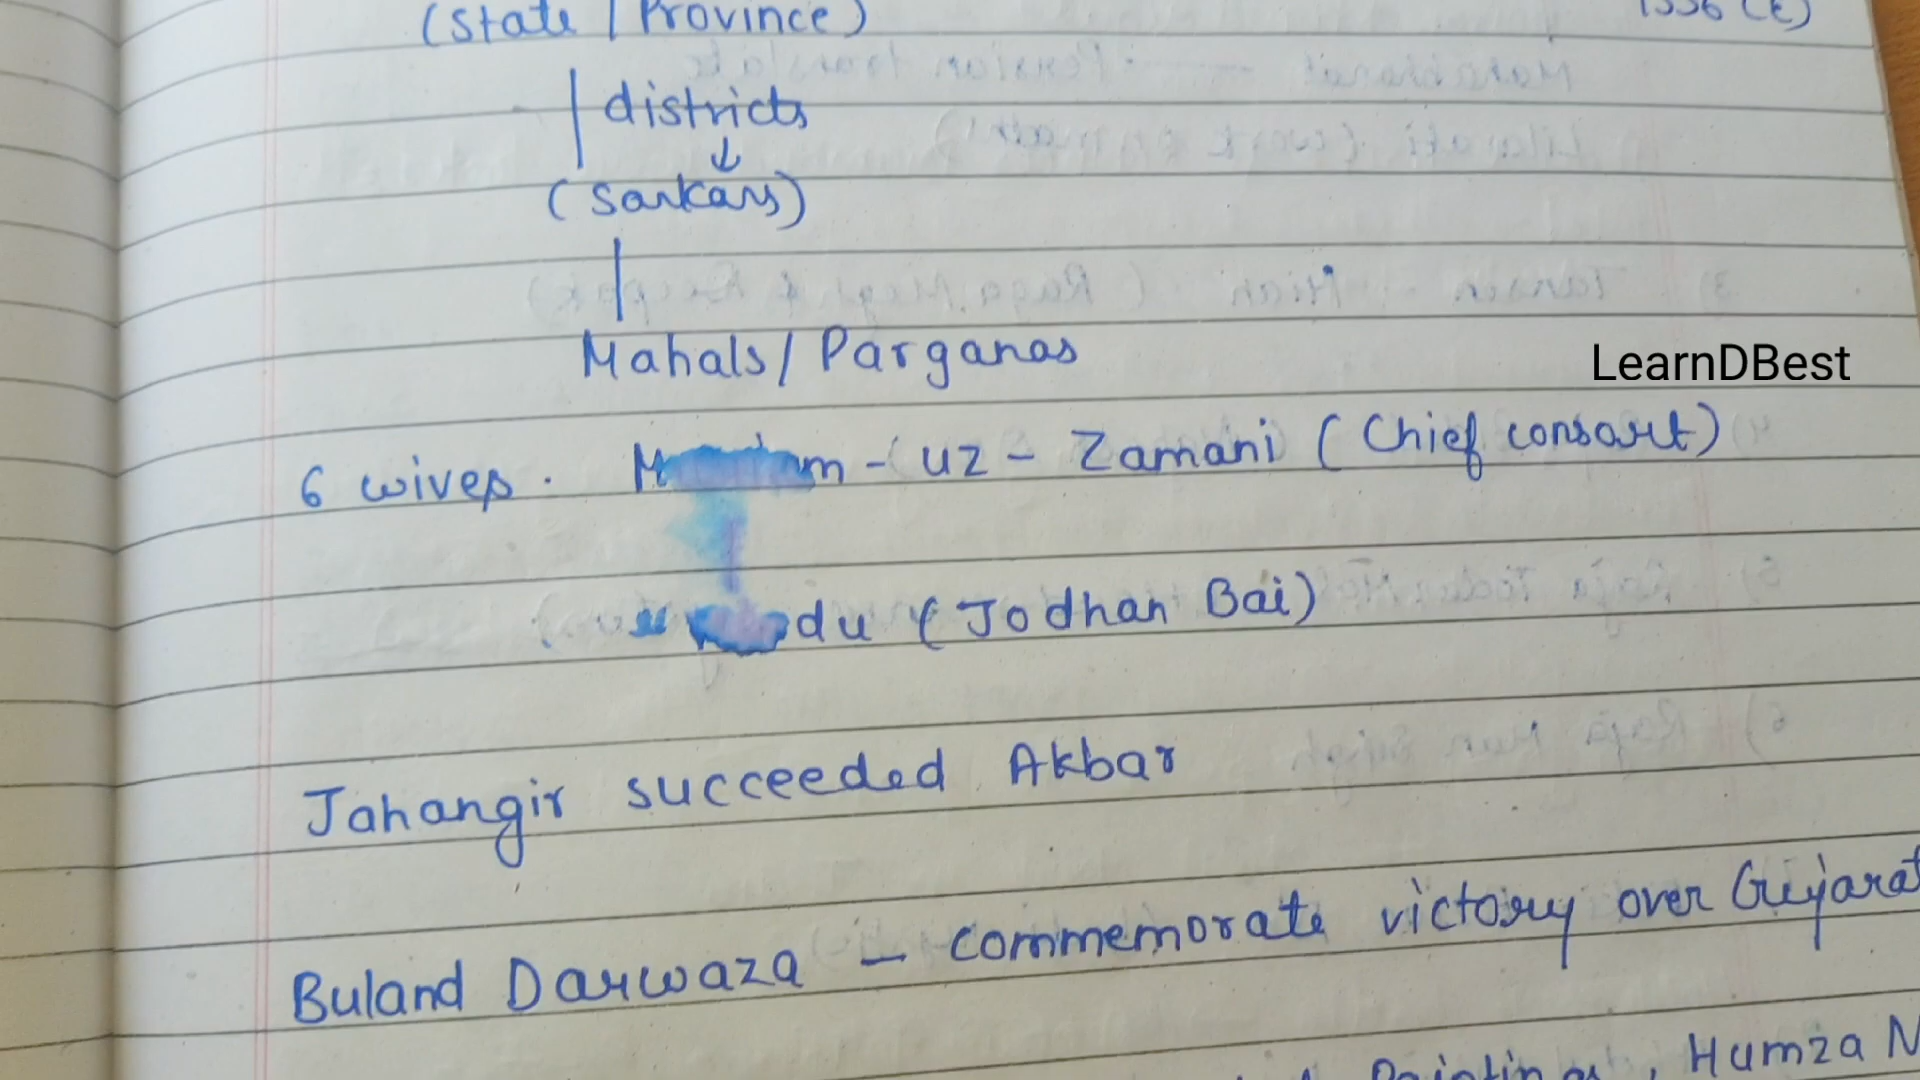 (State / Province)
districts
↓
(Sarkars)
Mahals / Parganas
LearnDBest
6 wives. - uz - Zamani (Chief consort)
(Jodhan Bai)
Jahangir succeeded Akbar
Buland Darwaza - commemorate victory over Gujarat
Humza N